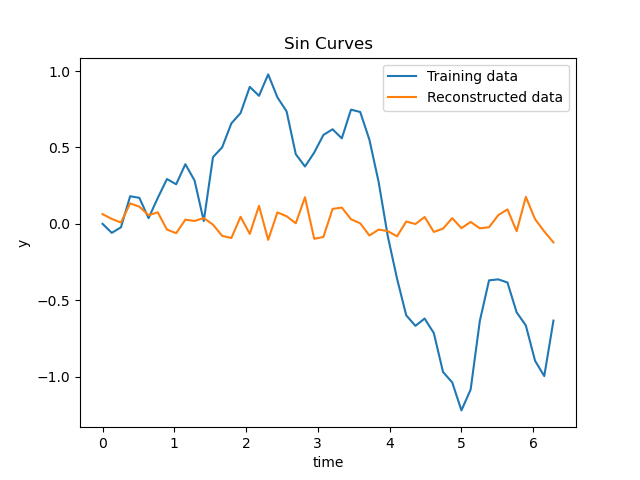 Sin Curves
Training data
Reconstructed data
1.0
0.5
0.0
−0.5
−1.0
y
0 1 2 3 4 5 6
time